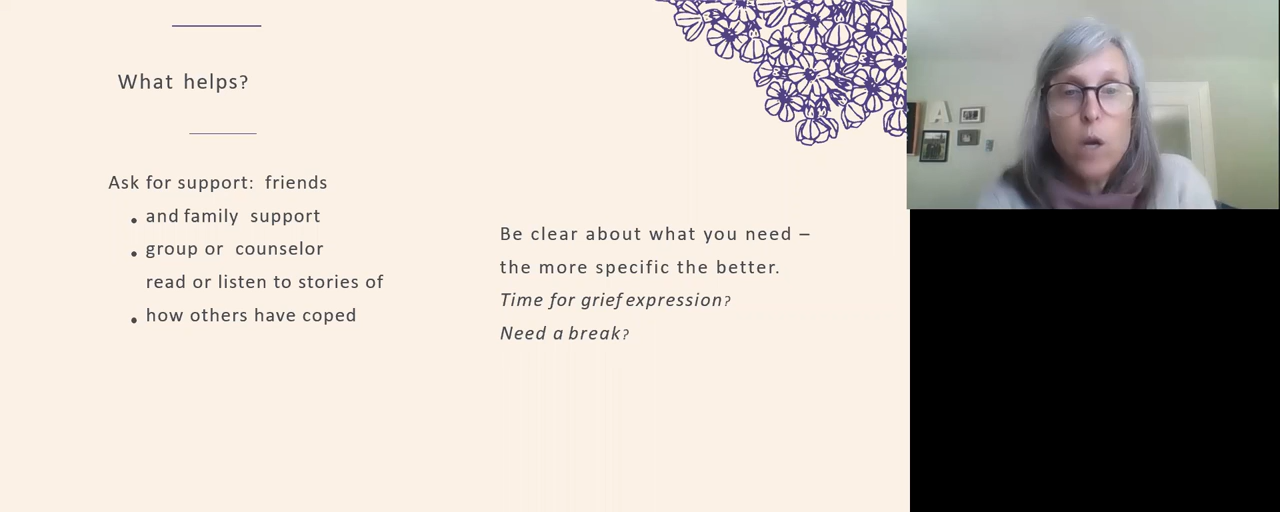 What helps?
Ask for support: friends
• and family support
• group or counselor
read or listen to stories of
• how others have coped
Be clear about what you need –
the more specific the better.
Time for grief expression?
Need a break?
A